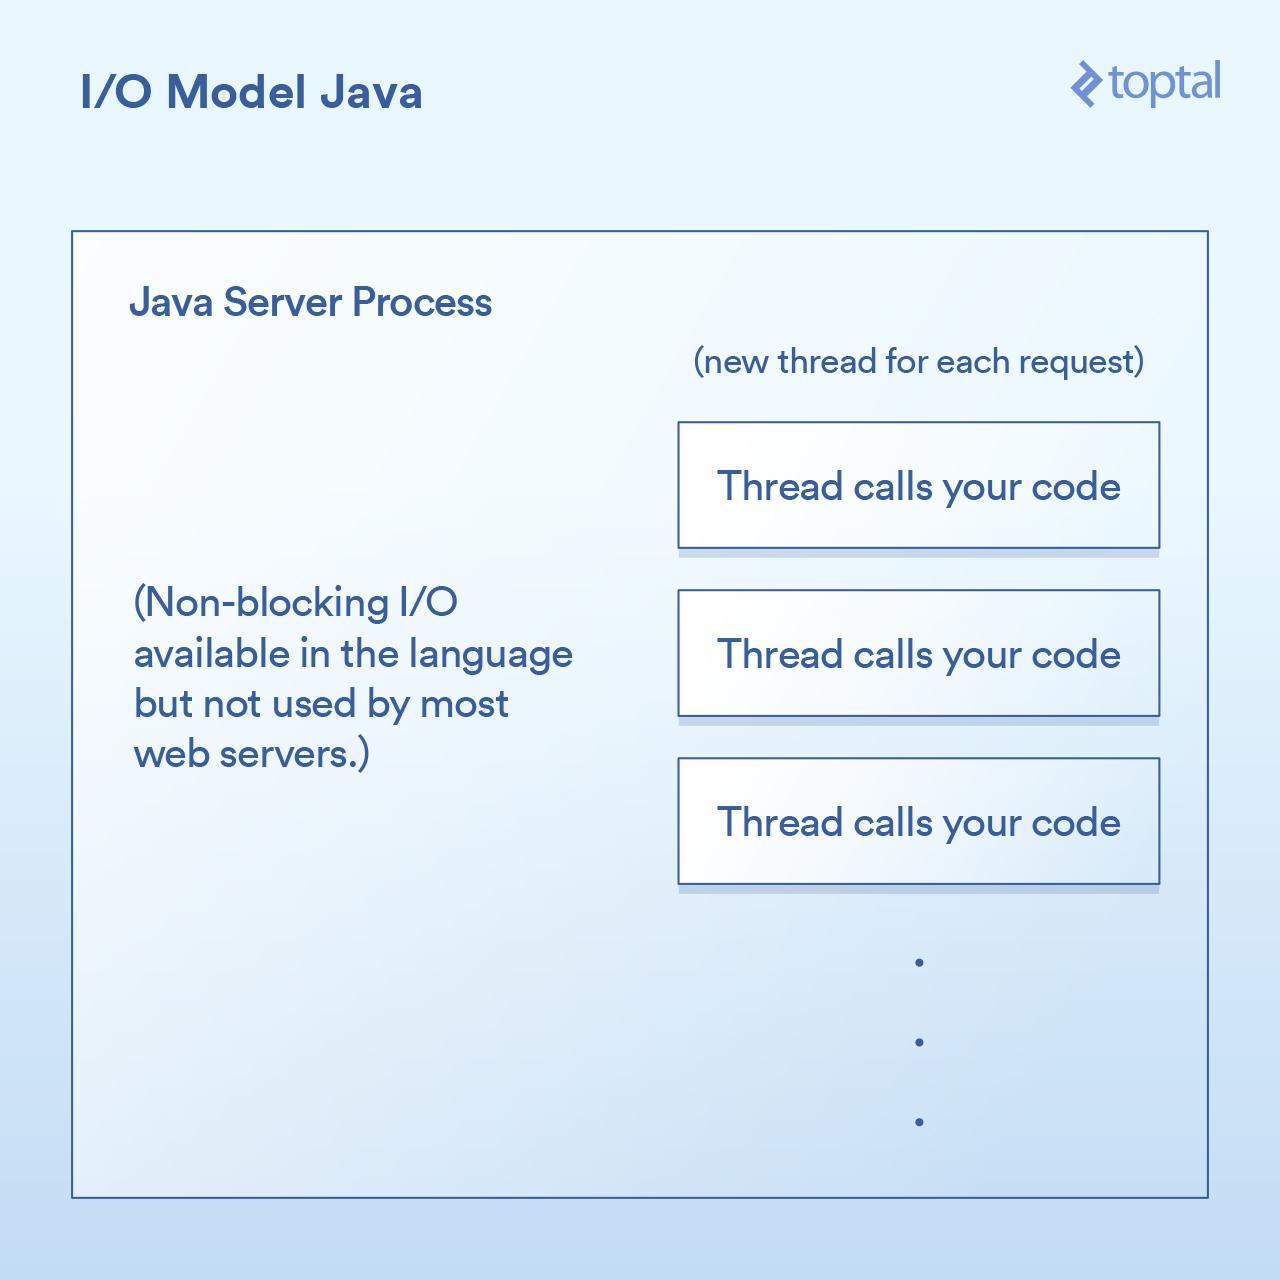 I/O Model Java
toptal
Java Server Process
(new thread for each request)
Thread calls your code
(Non-blocking I/O
available in the language
but not used by most
web servers.)
Thread calls your code
Thread calls your code